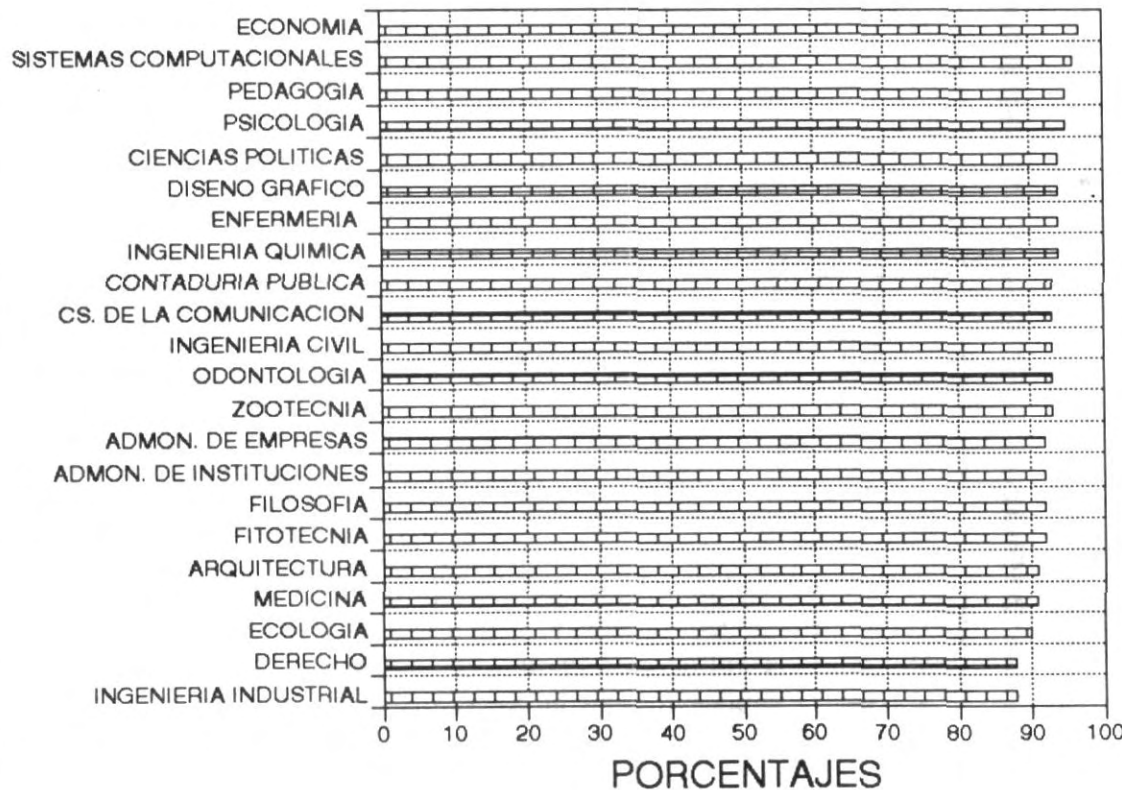 ECONOMIA
SISTEMAS COMPUTACIONALES
PEDAGOGIA
PSICOLOGIA
CIENCIAS POLITICAS
DISENO GRAFICO
ENFERMERIA
INGENIERIA QUIMICA
CONTADURIA PUBLICA
CS. DE LA COMUNICACION
INGENIERIA CIVIL
ODONTOLOGIA
ZOOTECNIA
ADMON. DE EMPRESAS
ADMON. DE INSTITUCIONES
FILOSOFIA
FITOTECNIA
ARQUITECTURA
MEDICINA
ECOLOGIA
DERECHO
INGENIERIA INDUSTRIAL
0 10 20 30 40 50 60 70 80 90 100
PORCENTAJES